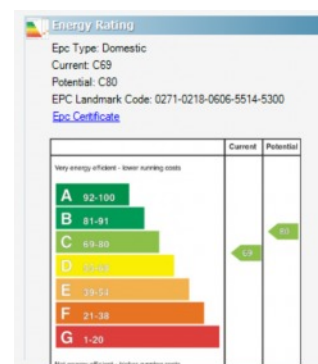 Energy Rating
Epc Type: Domestic
Current: C69
Potential: C80
EPC Landmark Code: 0271-0218-0606-5514-5300
Epc Certificate
Current Potential
Very energy efficient - lower running costs
A 92-100
B 81-91
C 69-80
80
69
D
E 39-54
F 21-38
G 1-20